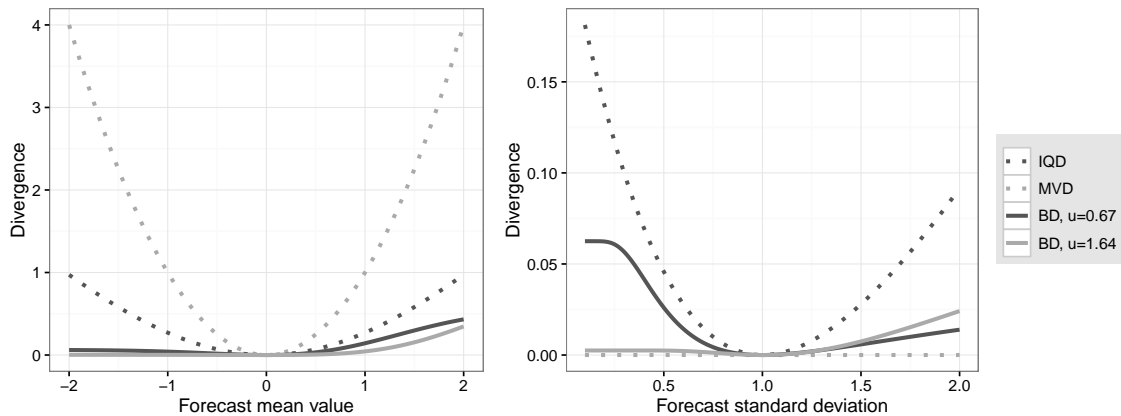 4
3
2
1
0
Divergence
−2
−1
0
1
2
Forecast mean value
0.15
0.10
0.05
0.00
Divergence
0.5
1.0
1.5
2.0
Forecast standard deviation
IQD
MVD
BD, u=0.67
BD, u=1.64